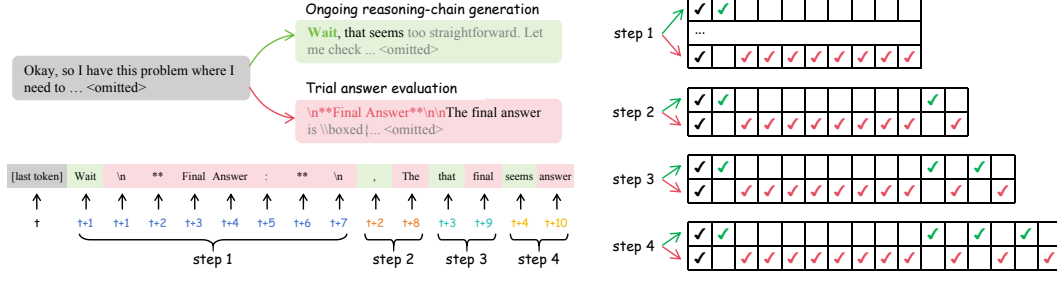 Ongoing reasoning-chain generation
Wait, that seems too straightforward. Let
me check ... <omitted>
Okay, so I have this problem where I
need to … <omitted>
Trial answer evaluation
\n**Final Answer**\n\nThe final answer
is \\boxed{... <omitted>
[last token] Wait \n ** Final Answer : ** \n , The that final seems answer
t t+1 t+1 t+2 t+3 t+4 t+5 t+6 t+7 t+2 t+8 t+3 t+9 t+4 t+10
step 1 step 2 step 3 step 4
step 1
...
step 2
step 3
step 4